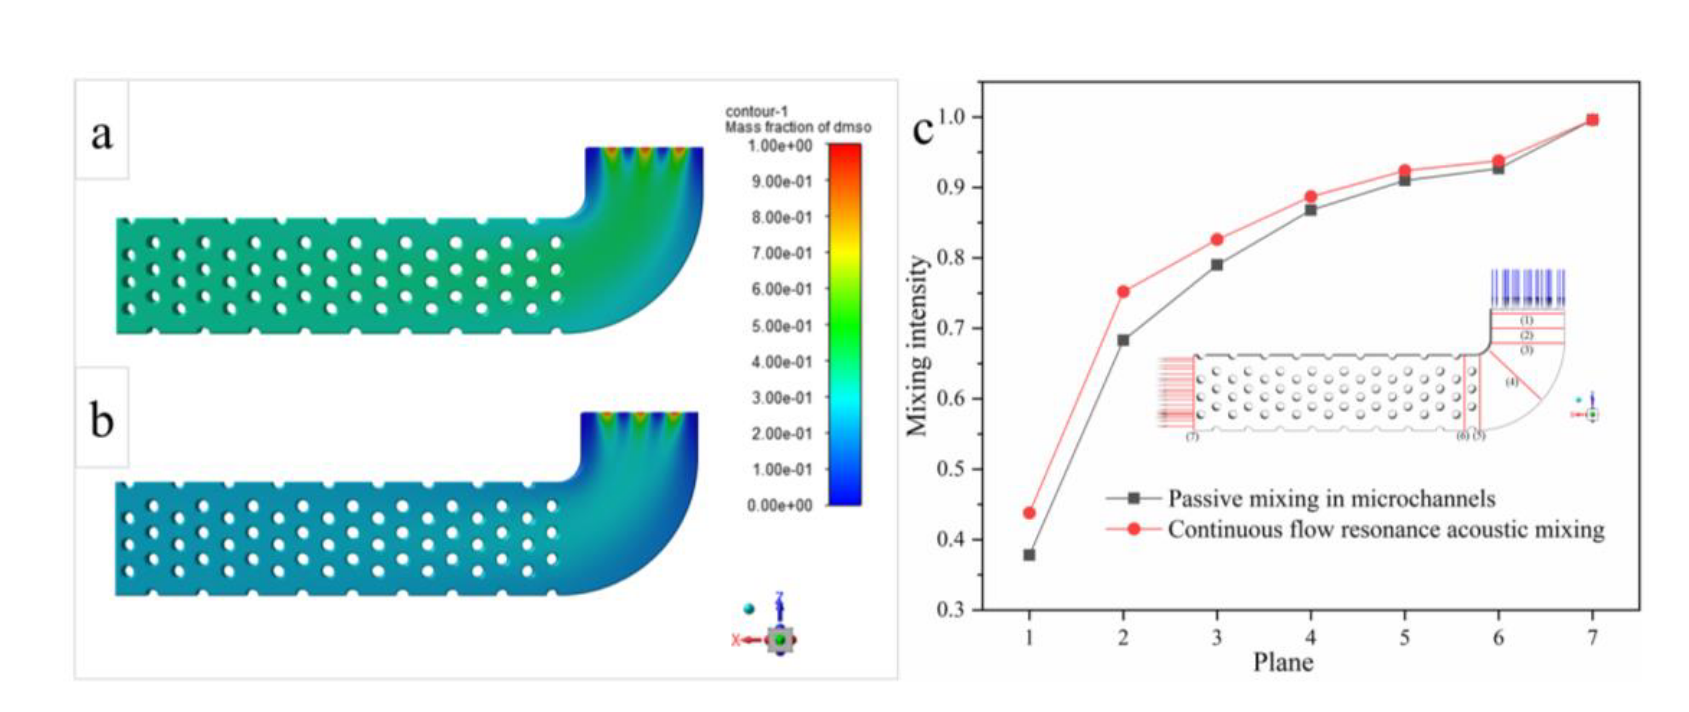 a
contour-1
Mass fraction of dmso
1.00e+00
9.00e-01
8.00e-01
7.00e-01
6.00e-01
5.00e-01
4.00e-01
3.00e-01
2.00e-01
1.00e-01
0.00e+00
b
Z
X
c
Mixing intensity
1.0
0.9
0.8
0.7
0.6
0.5
0.4
0.3
(1)
(2)
(3)
(4)
(7)
(6) (5)
Passive mixing in microchannels
Continuous flow resonance acoustic mixing
1 2 3 4 5 6 7
Plane